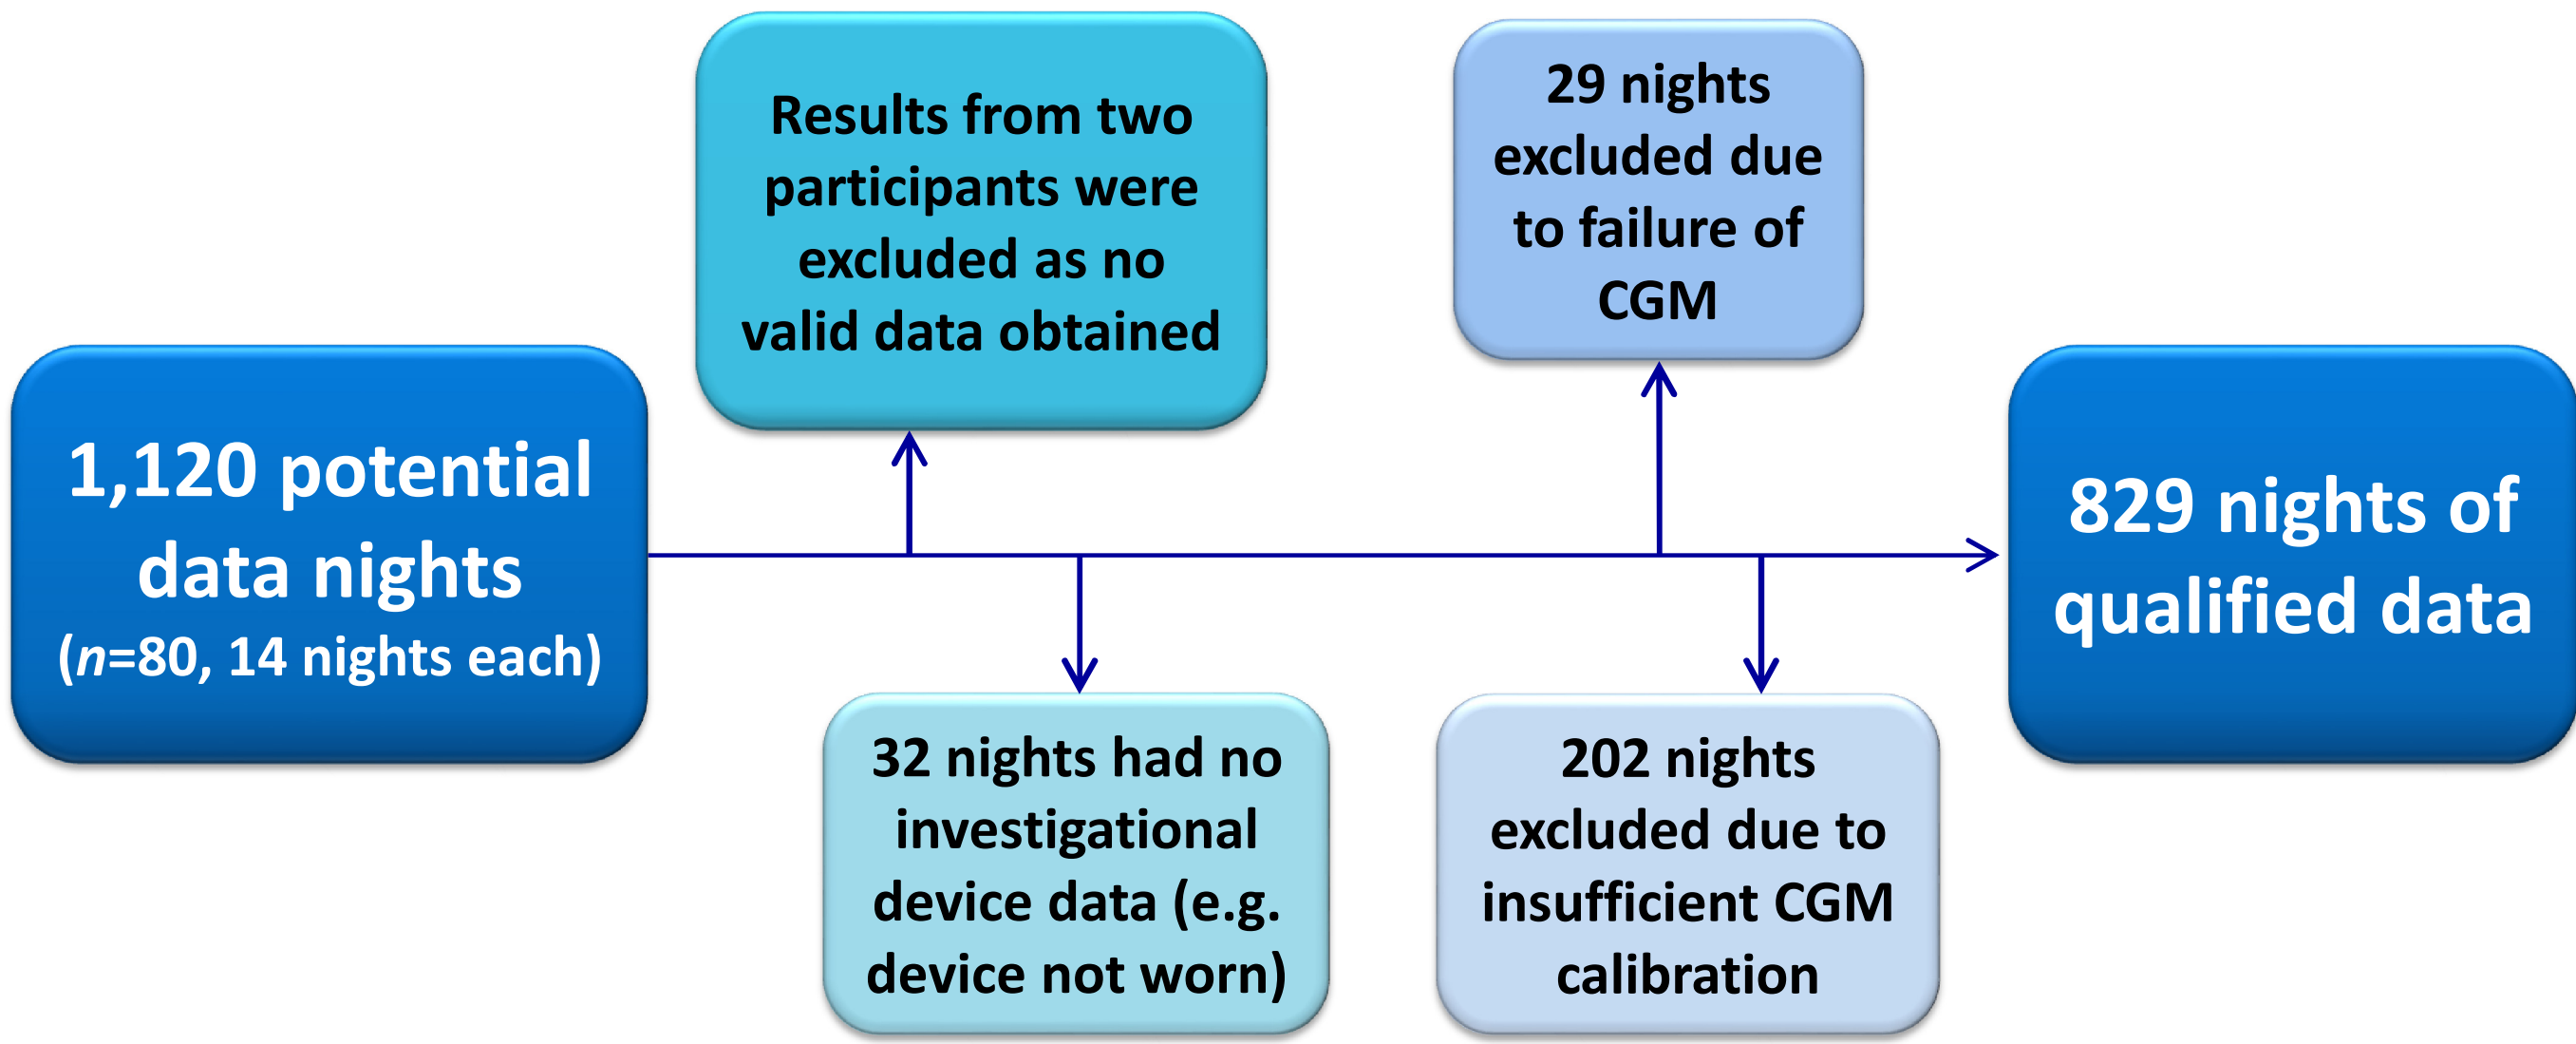 1,120 potential
data nights
(n=80, 14 nights each)
Results from two
participants were
excluded as no
valid data obtained
32 nights had no
investigational
device data (e.g.
device not worn)
29 nights
excluded due
to failure of
CGM
202 nights
excluded due to
insufficient CGM
calibration
829 nights of
qualified data